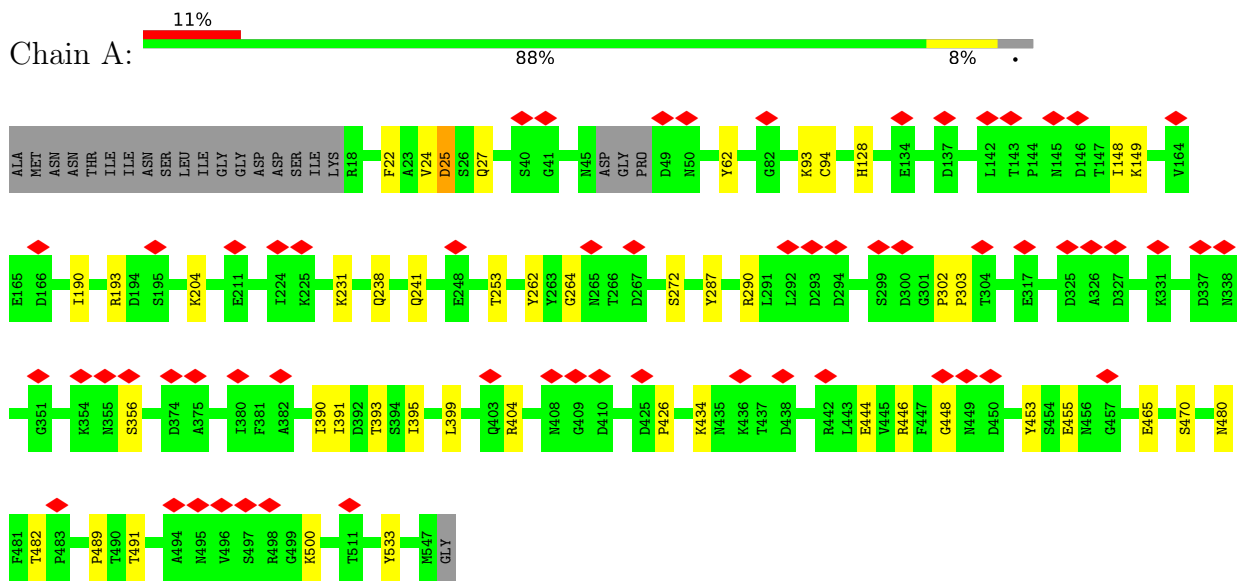 11%
Chain A:
88% 8% •
ALA MET ASN ASN THR ILE ILE ASN SER LEU ILE GLY GLY ASP ASP SER ILE LYS R18 F22 A23 V24 D25 S26 Q27 S40 G41 N45 ASP GLY PRO D49 N50 Y62 G82 K93 C94 H128 E134 D137 L142 T143 P144 N145 D146 T147 I148 K149 V164
E165 D166 I190 R193 D194 S195 K204 E211 I224 K225 K231 Q238 Q241 E248 T253 Y262 Y263 G264 N265 T266 D267 S272 Y287 R290 L291 L292 D293 D294 S299 D300 G301 P302 P303 T304 E317 D325 A326 D327 K331 D337 N338
G351 K354 N355 S356 D374 A375 I380 F381 A382 I390 I391 D392 T393 S394 I395 L399 Q403 R404 N408 G409 D410 D425 P426 K434 N435 K436 T437 D438 R442 L443 E444 V445 R446 F447 G448 N449 D450 Y453 S454 E455 N456 G457 E465 S470 N480
F481 T482 P483 P489 T490 T491 A494 N495 V496 S497 R498 G499 K500 T511 Y533 M547 GLY